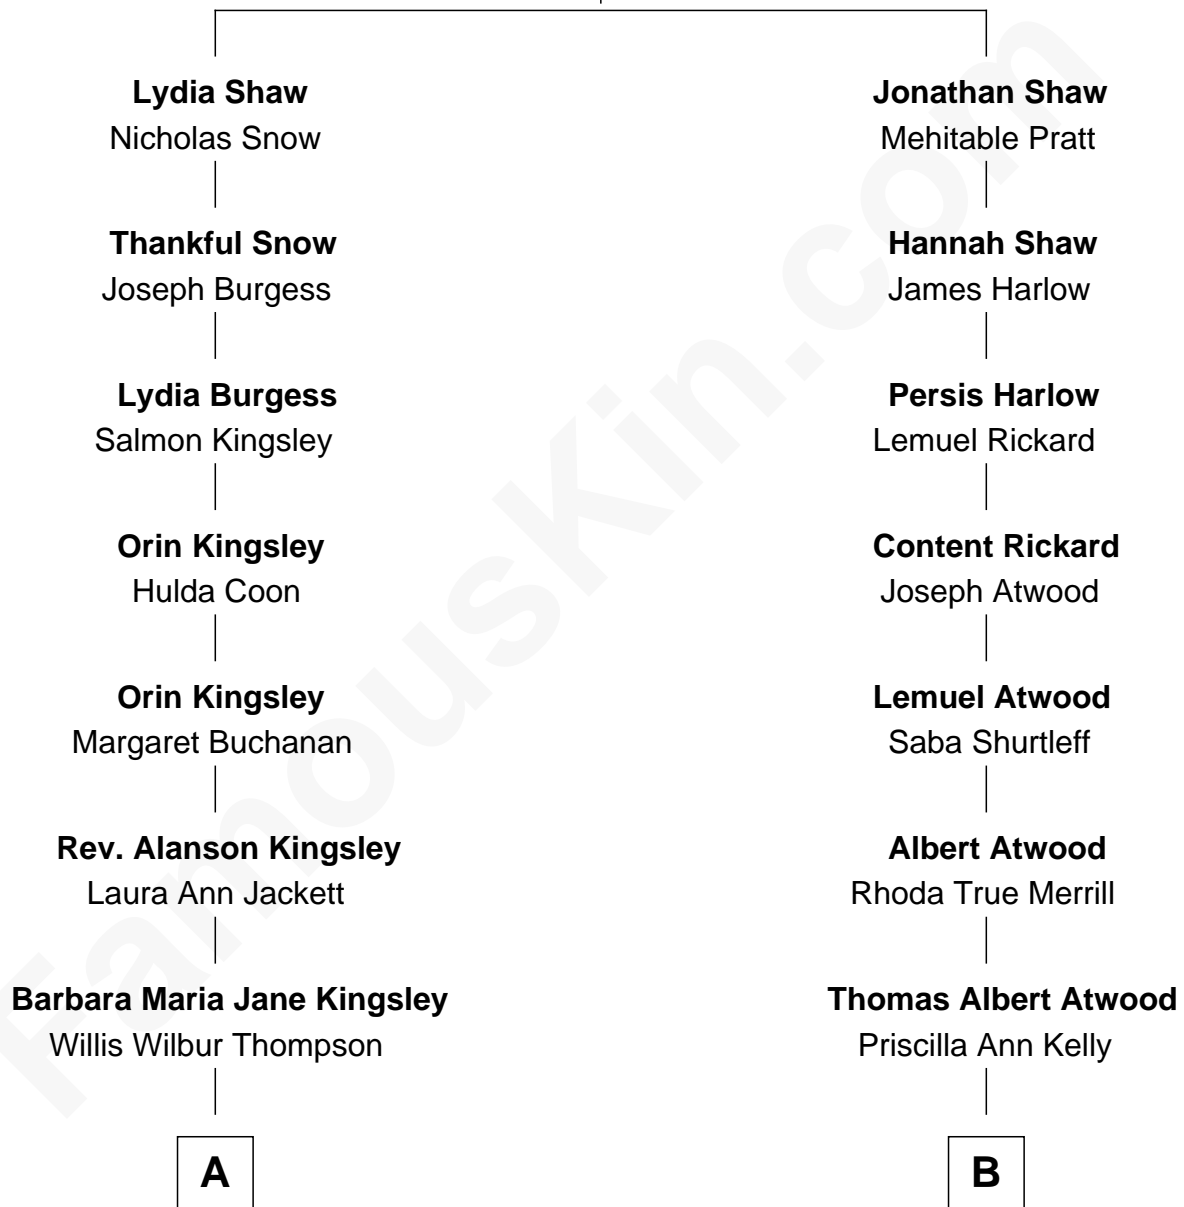 Lydia Shaw
Nicholas Snow
Thankful Snow
Joseph Burgess
Lydia Burgess
Salmon Kingsley
Orin Kingsley
Hulda Coon
Orin Kingsley
Margaret Buchanan
Rev. Alanson Kingsley
Laura Ann Jackett
Barbara Maria Jane Kingsley
Willis Wilbur Thompson
A
Jonathan Shaw
Mehitable Pratt
Hannah Shaw
James Harlow
Persis Harlow
Lemuel Rickard
Content Rickard
Joseph Atwood
Lemuel Atwood
Saba Shurtleff
Albert Atwood
Rhoda True Merrill
Thomas Albert Atwood
Priscilla Ann Kelly
B
FamousKin.com